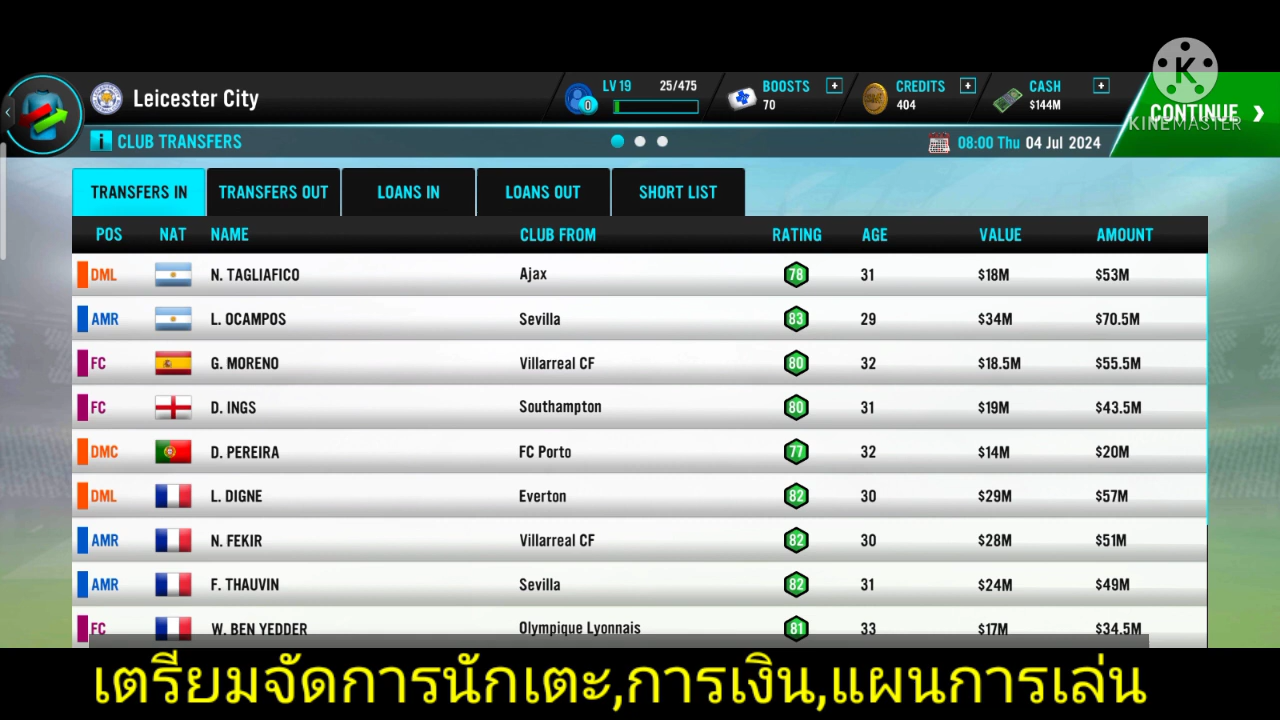 LV 19 25/475 BOOSTS + CREDITS + CASH +
Leicester City 0 70 404 $144M CONTINUE
K
KINEMASTER
i CLUB TRANSFERS 08:00 Thu 04 Jul 2024
TRANSFERS IN TRANSFERS OUT LOANS IN LOANS OUT SHORT LIST
POS NAT NAME CLUB FROM RATING AGE VALUE AMOUNT
DML N. TAGLIAFICO Ajax 78 31 $18M $53M
AMR L. OCAMPOS Sevilla 83 29 $34M $70.5M
FC G. MORENO Villarreal CF 80 32 $18.5M $55.5M
FC D. INGS Southampton 80 31 $19M $43.5M
DMC D. PEREIRA FC Porto 77 32 $14M $20M
DML L. DIGNE Everton 82 30 $29M $57M
AMR N. FEKIR Villarreal CF 82 30 $28M $51M
AMR F. THAUVIN Sevilla 82 31 $24M $49M
FC W. BEN YEDDER Olympique Lyonnais 81 33 $17M $34.5M
เตรียมจัดการนักเตะ,การเงิน,แผนการเล่น